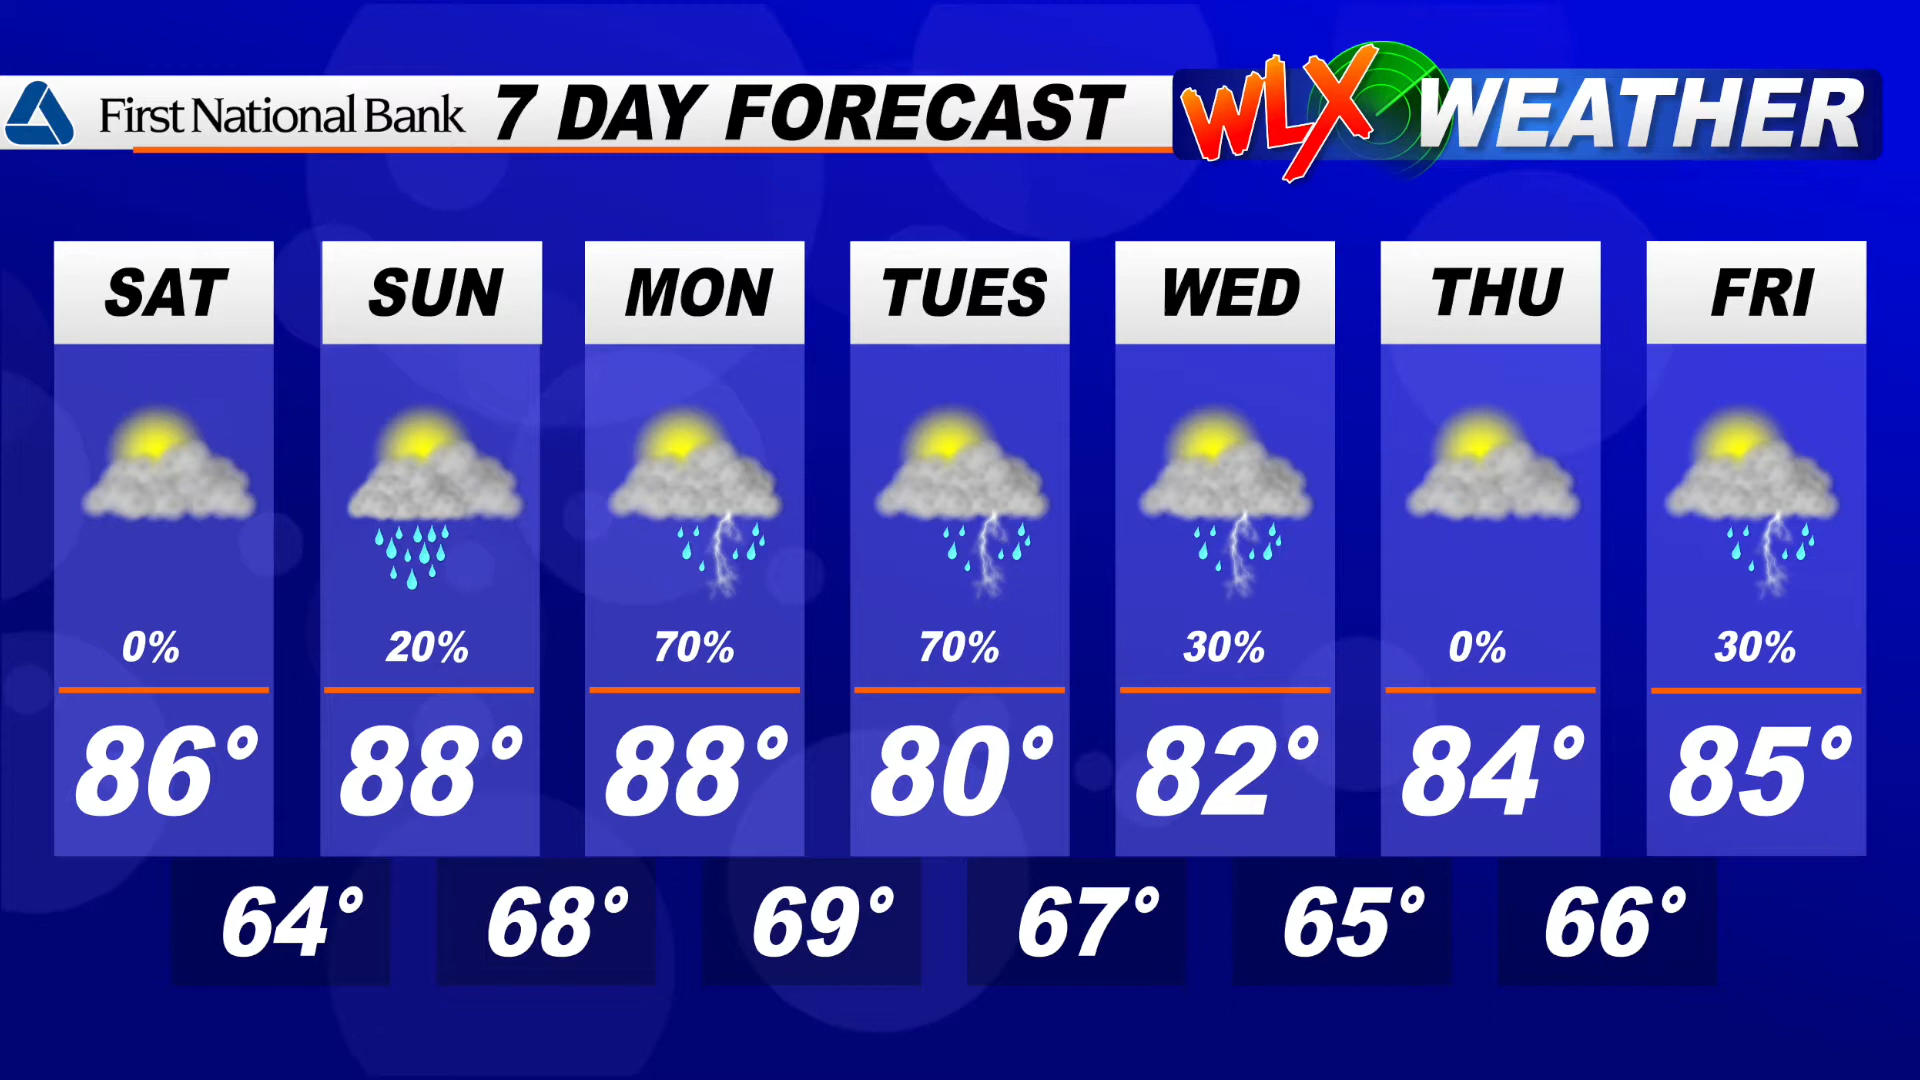 First National Bank 7 DAY FORECAST WLX WEATHER
SAT SUN MON TUES WED THU FRI
0% 20% 70% 70% 30% 0% 30%
86° 88° 88° 80° 82° 84° 85°
64° 68° 69° 67° 65° 66°